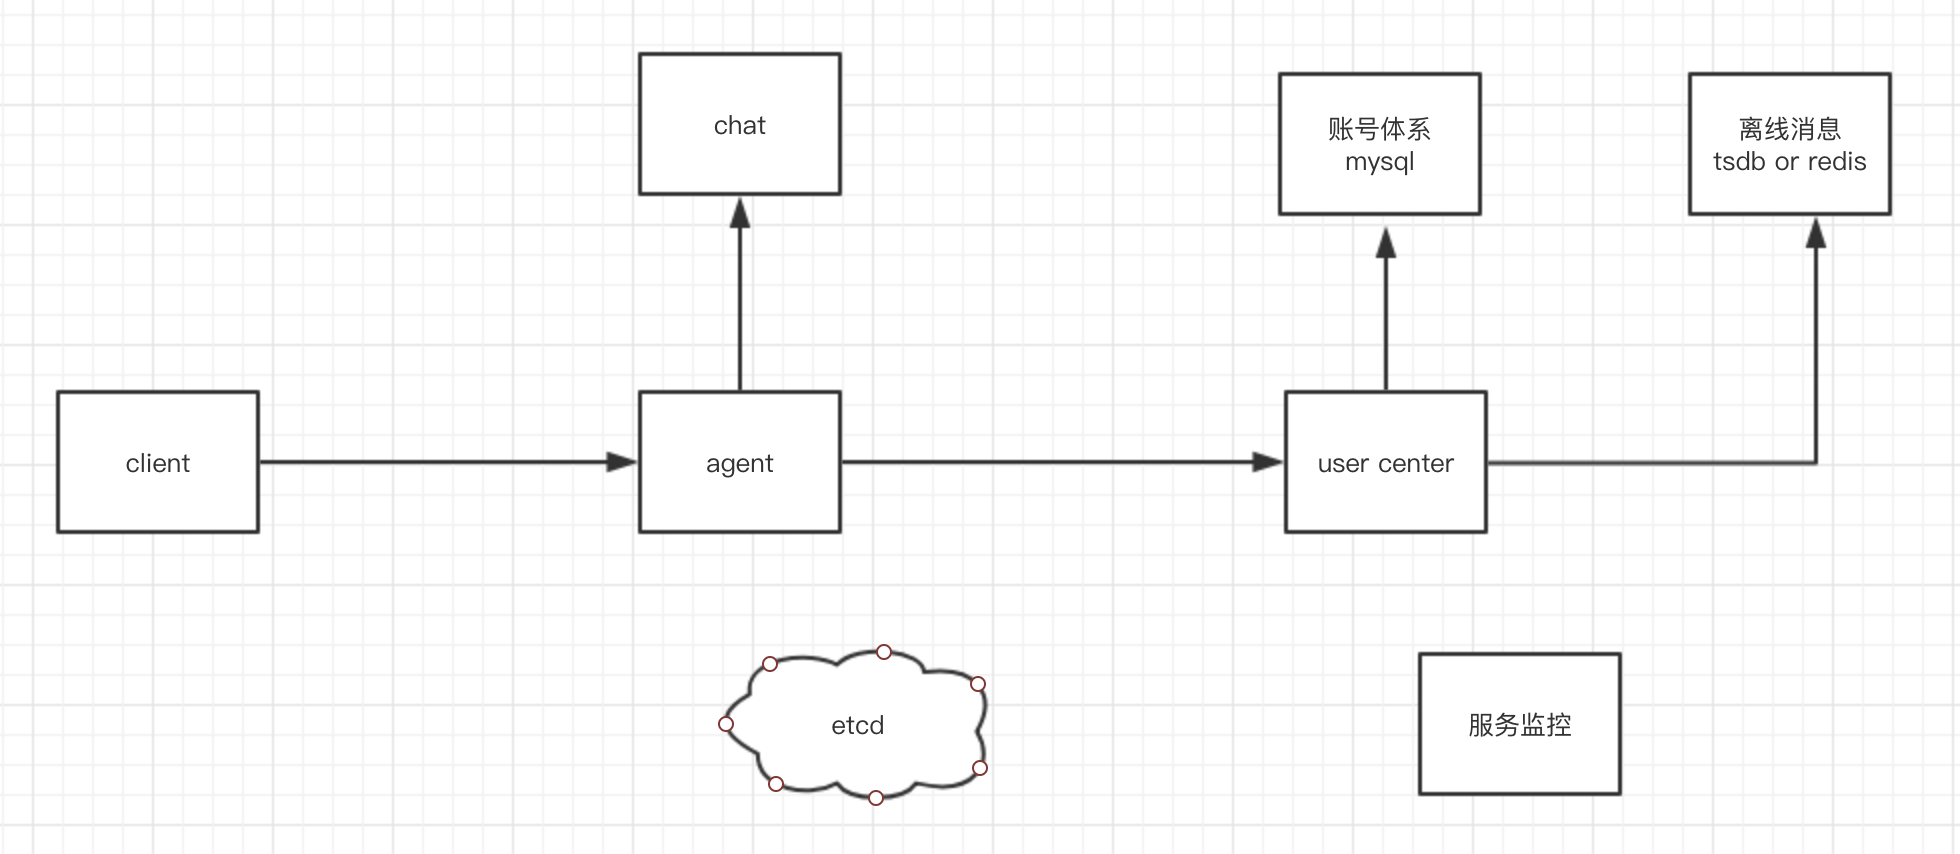 chat
账号体系
mysql
离线消息
tsdb or redis
client
agent
user center
etcd
服务监控